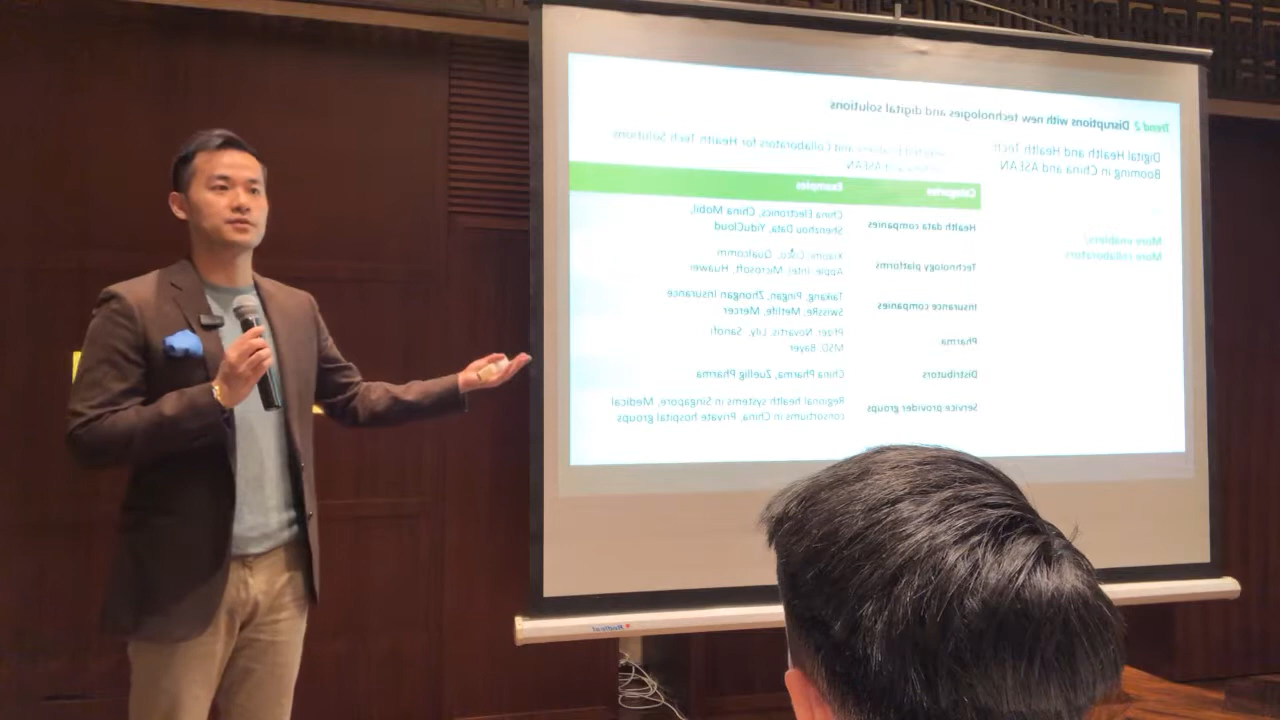 Trend 2 Disruptions with new technologies and digital solutions
Digital Health and Health Tech
Booming in China and ASEAN
More enablers/
More collaborators
and Collaborators for Health Tech Solutions
ASEAN
Categories Examples
Health data companies China Electronics, China Mobil,
Shenzhou Data, YiduCloud
Technology platforms Xiaomi, Cisco, Qualcomm
Apple, Intel, Microsoft, Huawei
Insurance companies Taikang, Pingan, Zhongan Insurance
SwissRe, Metlife, Mercer
Pharma Pfizer, Novartis, Lily, Sanofi
MSD, Bayer
Distributors China Pharma, Zuellig Pharma
Service provider groups Regional health systems in Singapore, Medical
consortiums in China, Private hospital groups